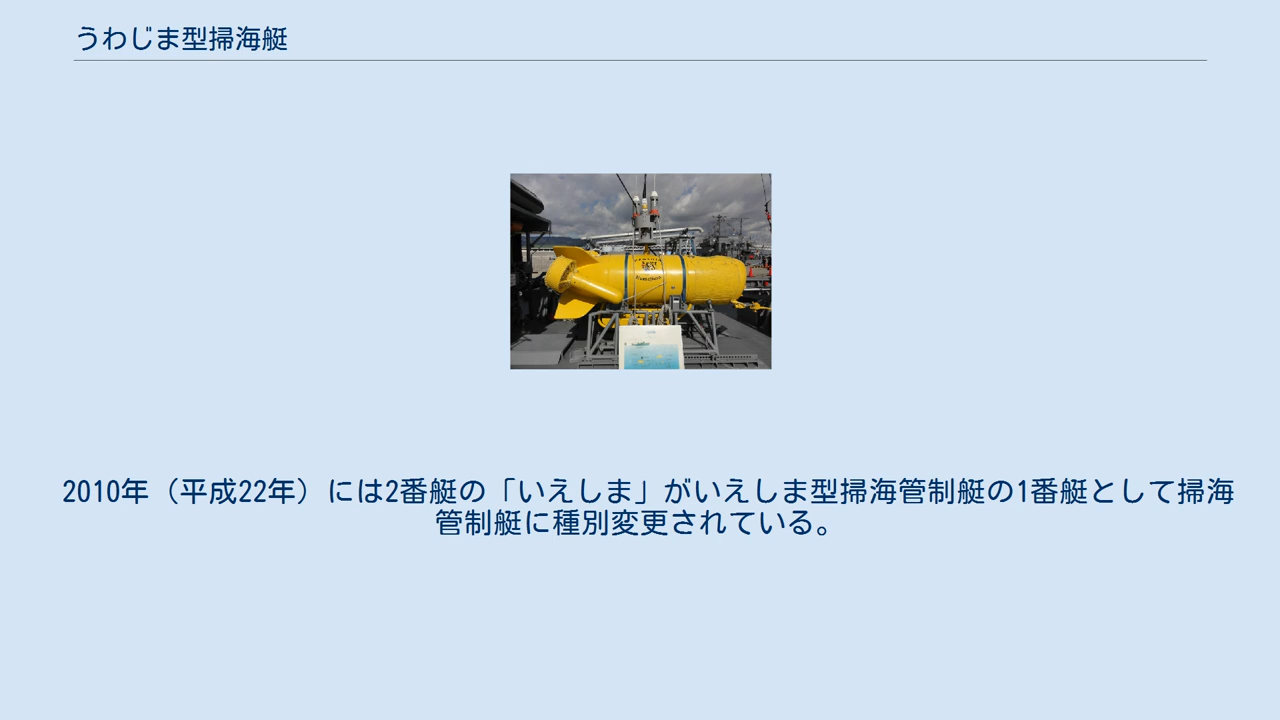 うわじま型掃海艇
2010年（平成22年）には2番艇の「いえしま」がいえしま型掃海管制艇の1番艇として掃海
管制艇に種別変更されている。